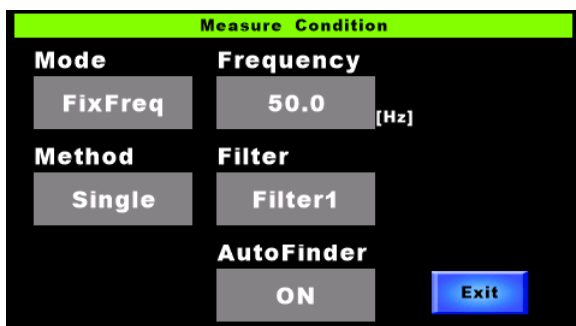 Measure Condition
Mode
Frequency
FixFreq
50.0
[Hz]
Method
Filter
Single
Filter1
AutoFinder
ON
Exit